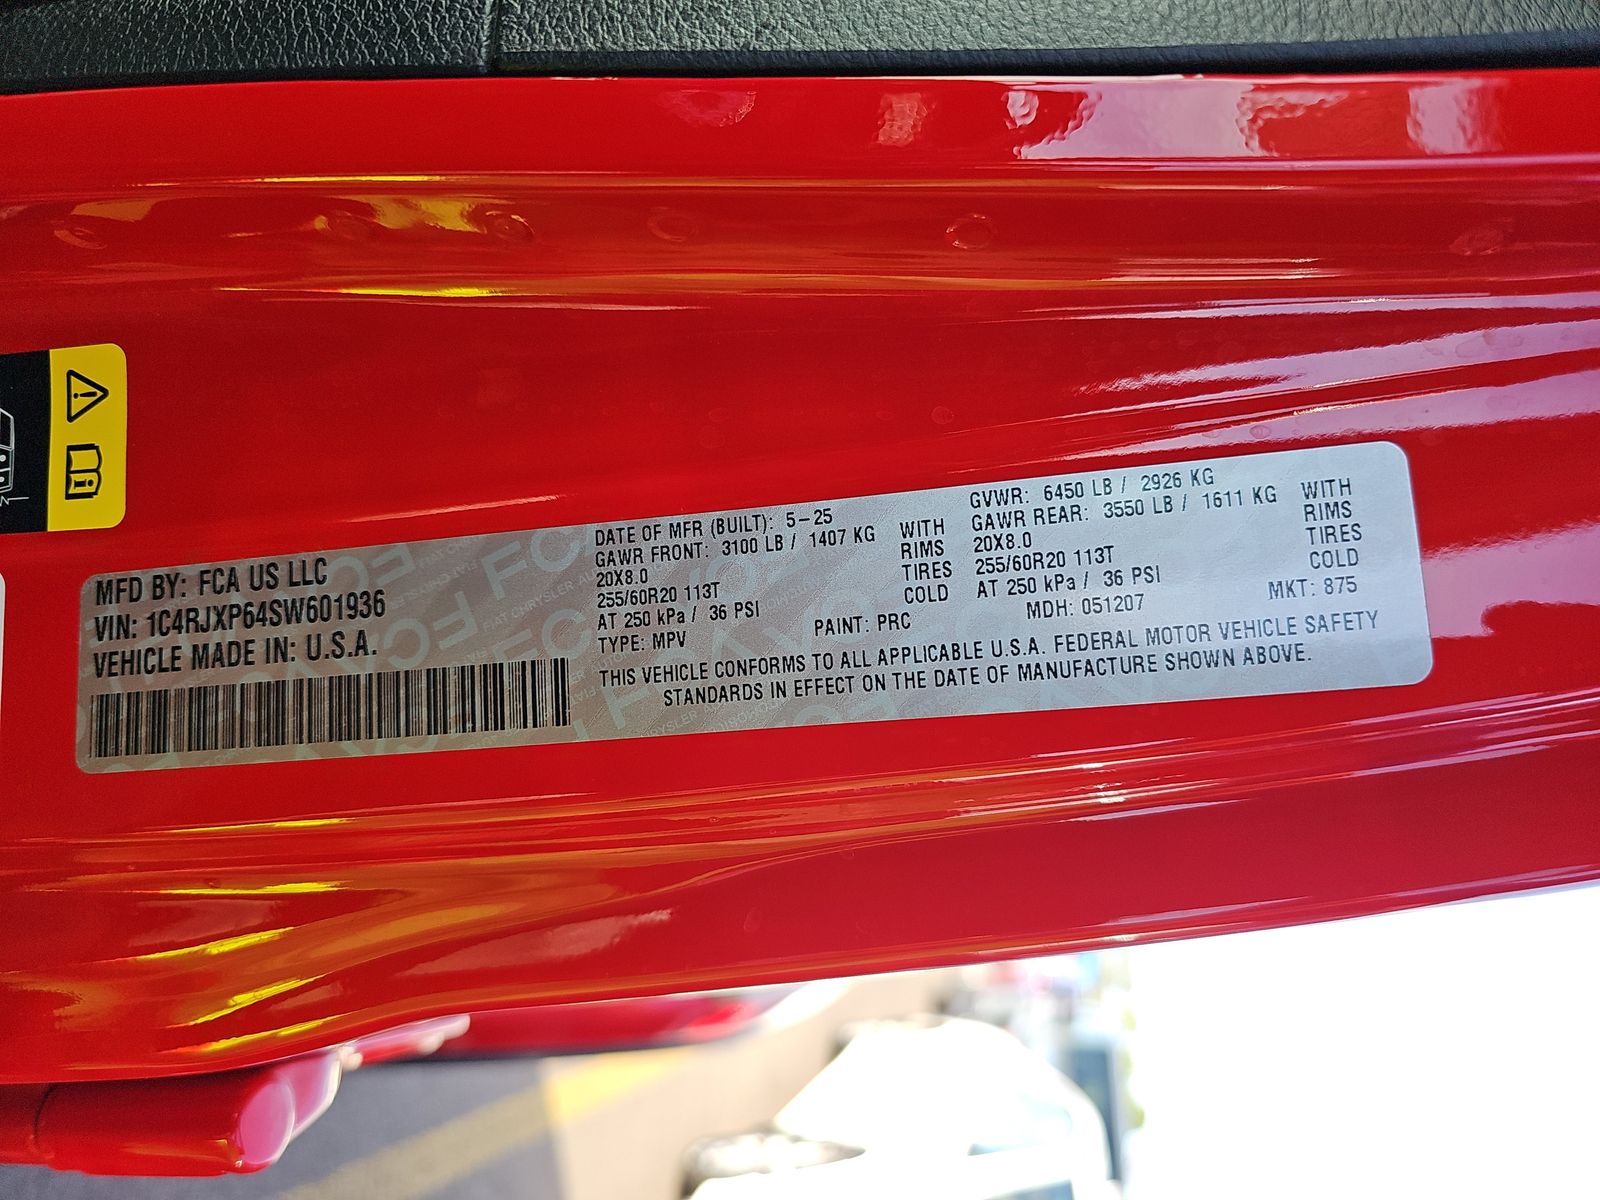 MFD BY: FCA US LLC
VIN: 1C4RJXP64SW601936
VEHICLE MADE IN: U.S.A.
DATE OF MFR (BUILT): 5-25
GAWR FRONT: 3100 LB / 1407 KG WITH
20X8.0 RIMS
255/60R20 113T TIRES
AT 250 kPa / 36 PSI COLD
TYPE: MPV PAINT: PRC
GVWR: 6450 LB / 2926 KG
GAWR REAR: 3550 LB / 1611 KG WITH
20X8.0 RIMS
255/60R20 113T TIRES
AT 250 kPa / 36 PSI COLD
MDH: 051207 MKT: 875
THIS VEHICLE CONFORMS TO ALL APPLICABLE U.S.A. FEDERAL MOTOR VEHICLE SAFETY
STANDARDS IN EFFECT ON THE DATE OF MANUFACTURE SHOWN ABOVE.